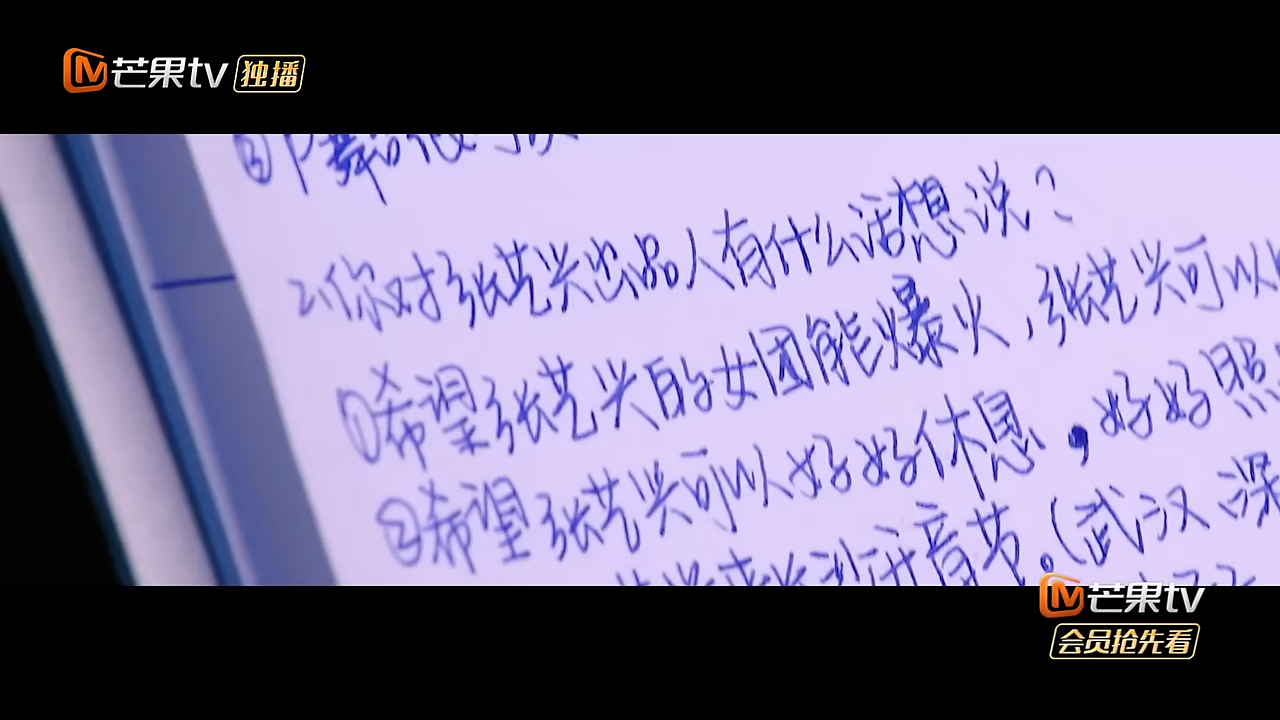 芒果tv 独播
2、你对张艺兴出品人有什么话想说?
①希望张艺兴的女团能爆火,张艺兴可以
②希望张艺兴可以好好休息,好好照
音节。(武汉 深
芒果tv
会员抢先看